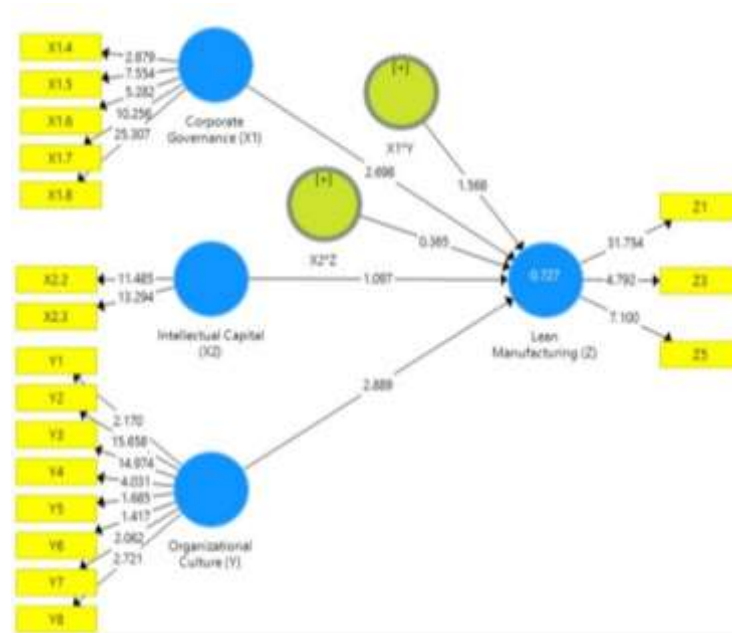 X1.4
X1.5
X1.6
X1.7
X1.8
2.879
7.554
5.282
10.256
25.307
Corporate
Governance (X1)
[+]
X1*Y
[+]
X2*Z
2.698
1.568
0.365
X2.2
X2.3
11.485
13.294
Intellectual Capital
(X2)
1.097
0.727
Lean
Manufacturing (Z)
31.754
4.792
7.100
Z1
Z3
Z5
Y1
Y2
Y3
Y4
Y5
Y6
Y7
Y8
2.170
15.658
14.974
4.031
1.685
1.417
2.062
2.721
Organizational
Culture (Y)
2.889